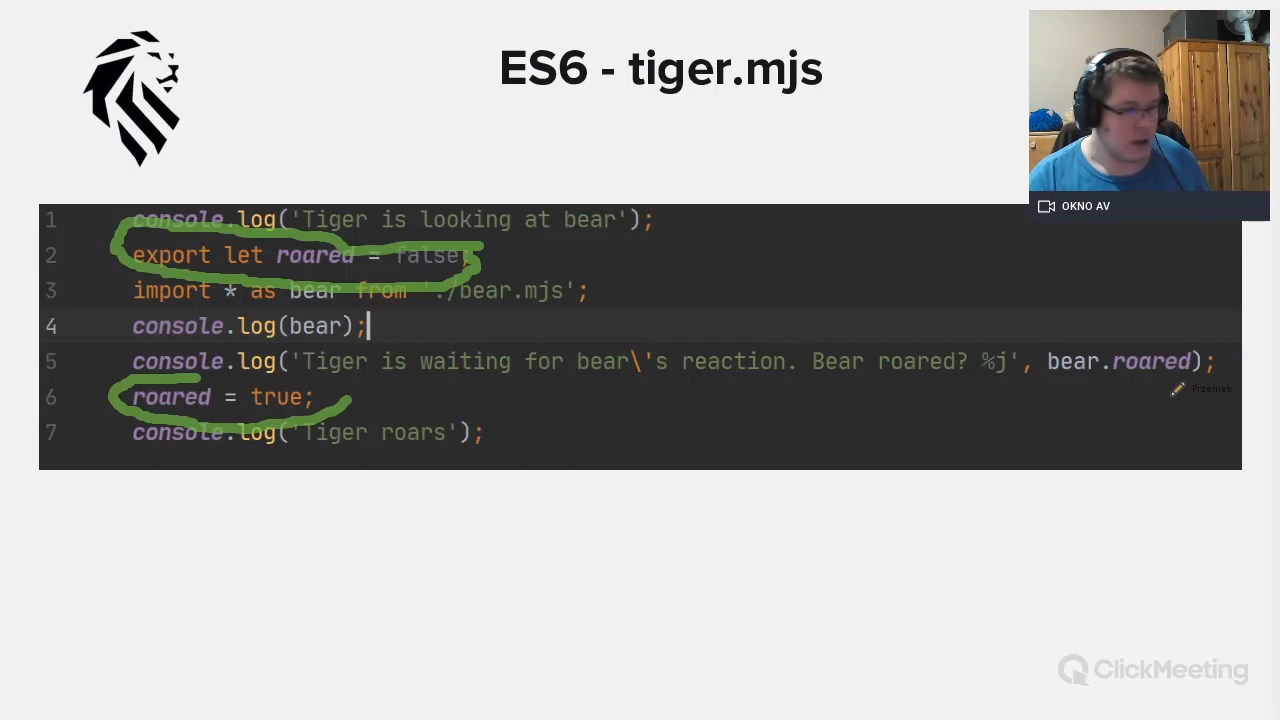 ES6 - tiger.mjs
OKNO AV
1 console.log('Tiger is looking at bear');
2 export let roared = false;
3 import * as bear from './bear.mjs';
4 console.log(bear);
5 console.log('Tiger is waiting for bear\'s reaction. Bear roared? %j', bear.roared);
6 roared = true;
7 console.log('Tiger roars');
Przemek
ClickMeeting